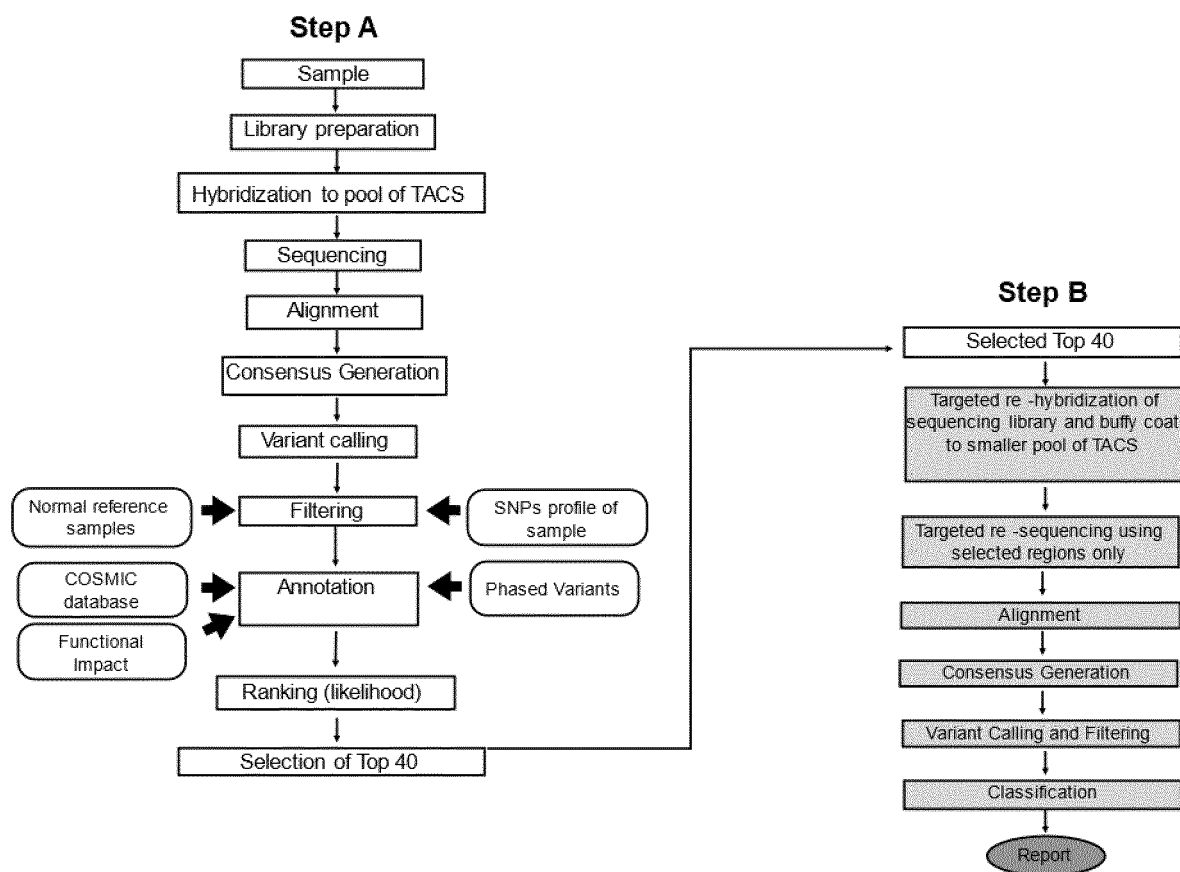 Step A
Sample
Library preparation
Hybridization to pool of TACS
Sequencing
Alignment
Consensus Generation
Variant calling
Normal reference
samples
Filtering
SNPs profile of
sample
COSMIC
database
Annotation
Phased Variants
Functional
Impact
Ranking (likelihood)
Selection of Top 40
Step B
Selected Top 40
Targeted re -hybridization of
sequencing library and buffy coat
to smaller pool of TACS
Targeted re -sequencing using
selected regions only
Alignment
Consensus Generation
Variant Calling and Filtering
Classification
Report